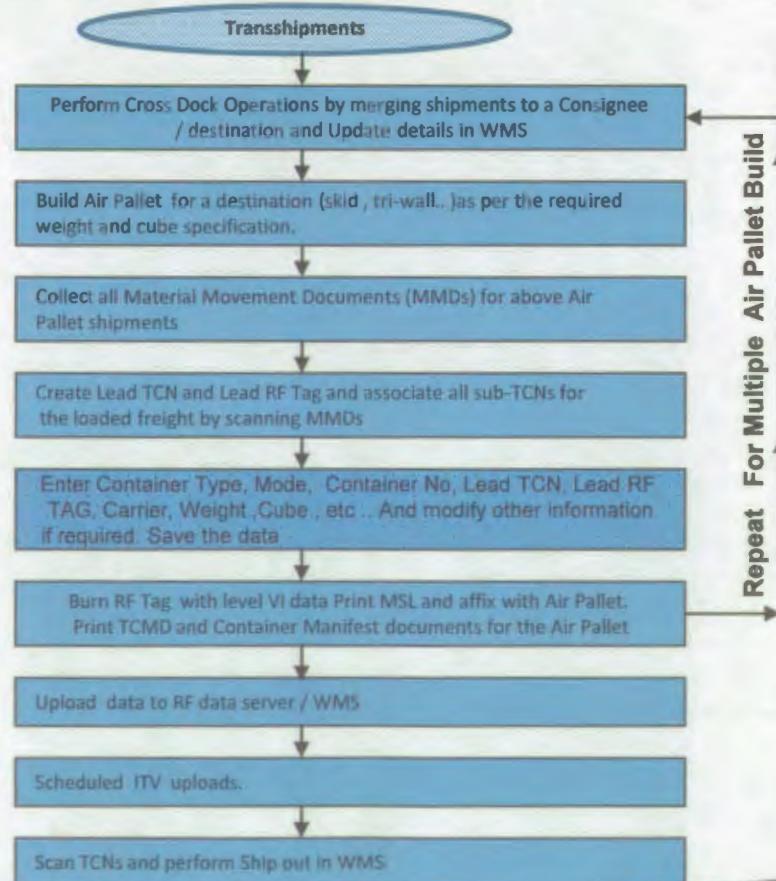 Transshipments
Perform Cross Dock Operations by merging shipments to a Consignee
/ destination and Update details in WMS
Build Air Pallet for a destination (skid , tri-wall.. )as per the required
weight and cube specification.
Collect all Material Movement Documents (MMDs) for above Air
Pallet shipments
Create Lead TCN and Lead RF Tag and associate all sub-TCNs for
the loaded freight by scanning MMDs
Enter Container Type, Mode, Container No, Lead TCN, Lead RF
TAG, Carrier, Weight ,Cube , etc .. And modify other information
if required. Save the data
Burn RF Tag with level VI data Print MSL and affix with Air Pallet.
Print TCMD and Container Manifest documents for the Air Pallet
Upload data to RF data server / WMS
Scheduled ITV uploads.
Scan TCNs and perform Ship out in WMS
Repeat For Multiple Air Pallet Build